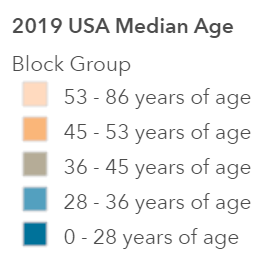 2019 USA Median Age
Block Group
53 - 86 years of age
45 - 53 years of age
36 - 45 years of age
28 - 36 years of age
0 - 28 years of age